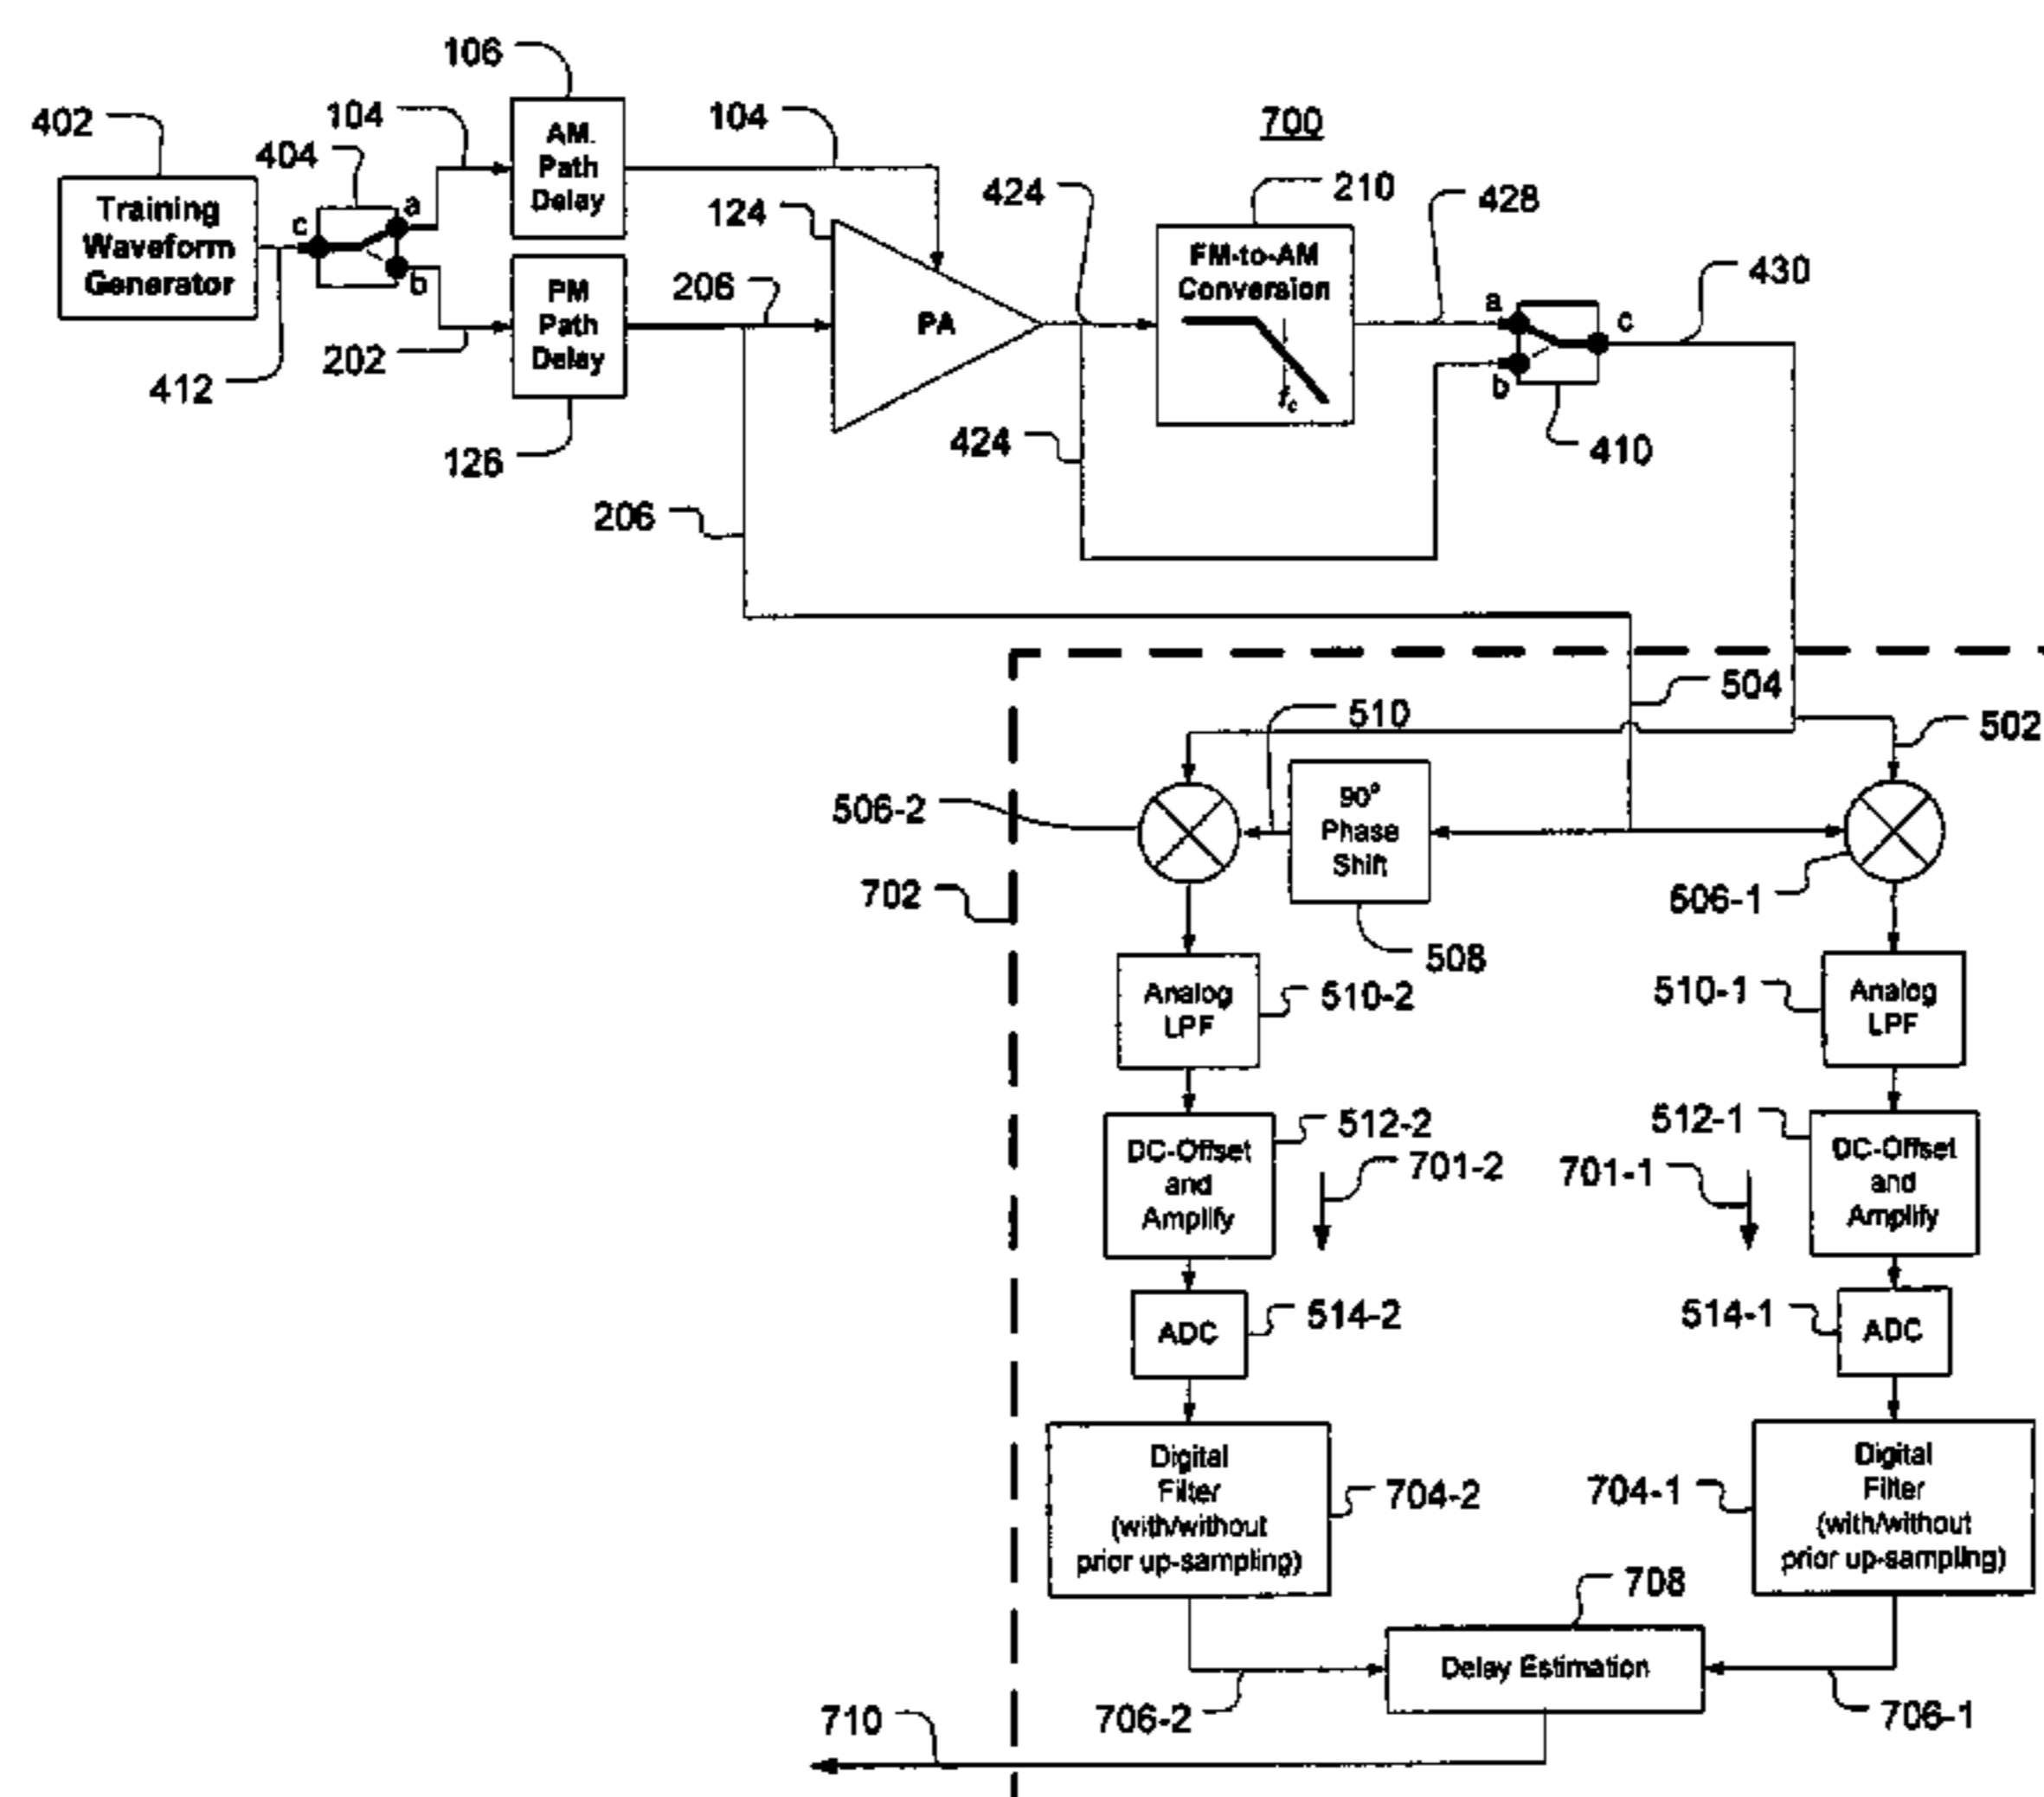 106
402
104
104
700
404
AM.
Path
Delay
Training
Waveform
Generator
c
a
b
124
424
210
428
FM-to-AM
Conversion
fc
430
PM
Path
Delay
206
PA
a
c
b
202
412
126
424
410
206
504
510
502
506-2
90°
Phase
Shift
702
506-1
508
Analog
LPF
510-2
510-1
Analog
LPF
512-2
512-1
DC-Offset
and
Amplify
701-2
701-1
DC-Offset
and
Amplify
ADC
514-2
514-1
ADC
Digital
Filter
(with/without
prior up-sampling)
704-2
704-1
Digital
Filter
(with/without
prior up-sampling)
708
Delay Estimation
710
706-2
706-1